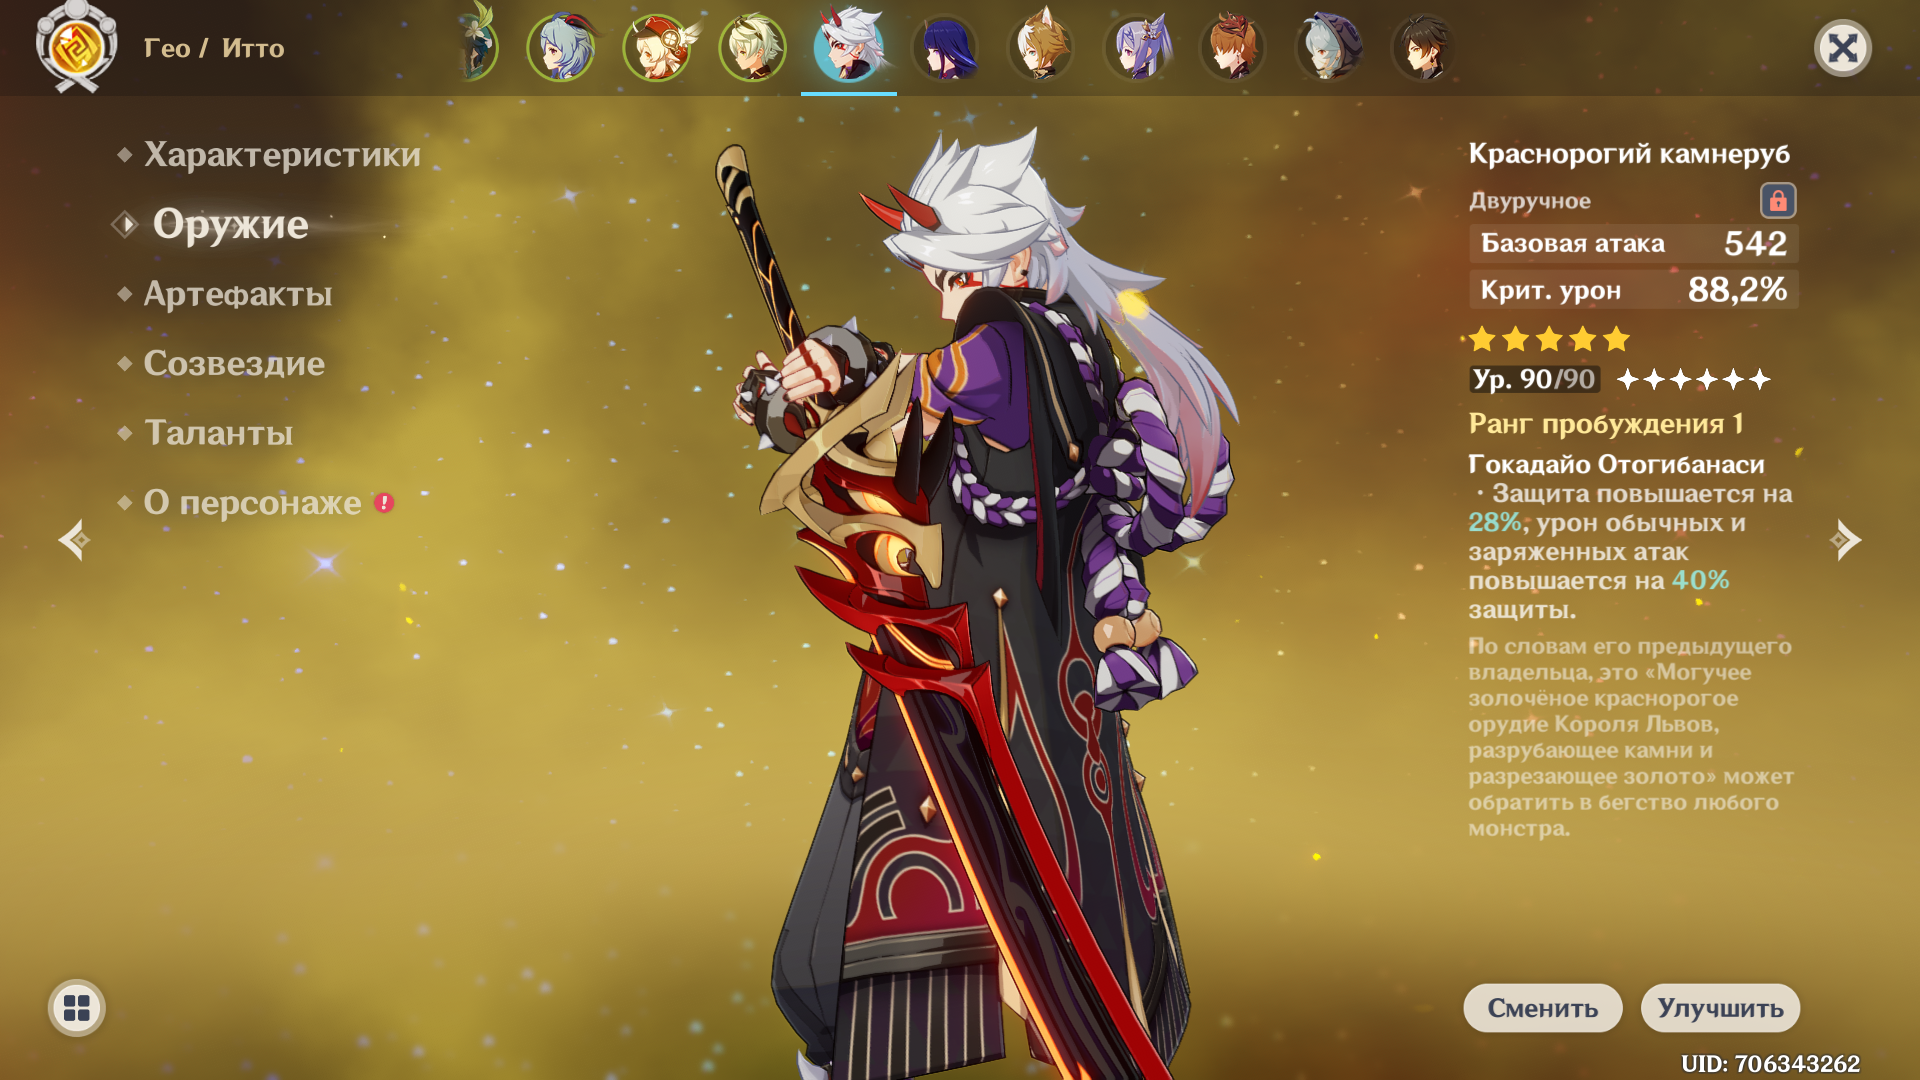 Гео / Итто
Характеристики
Оружие
Артефакты
Созвездие
Таланты
О персонаже
Краснорогий камнеруб
Двуручное
Базовая атака 542
Крит. урон 88,2%
Ур. 90/90
Ранг пробуждения 1
Гокадайо Отогибанаси
· Защита повышается на
28%, урон обычных и
заряженных атак
повышается на 40%
защиты.
По словам его предыдущего
владельца, это «Могучее
золочёное краснорогое
орудие Короля Львов,
разрубающее камни и
разрезающее золото» может
обратить в бегство любого
монстра.
Сменить
Улучшить
UID: 706343262